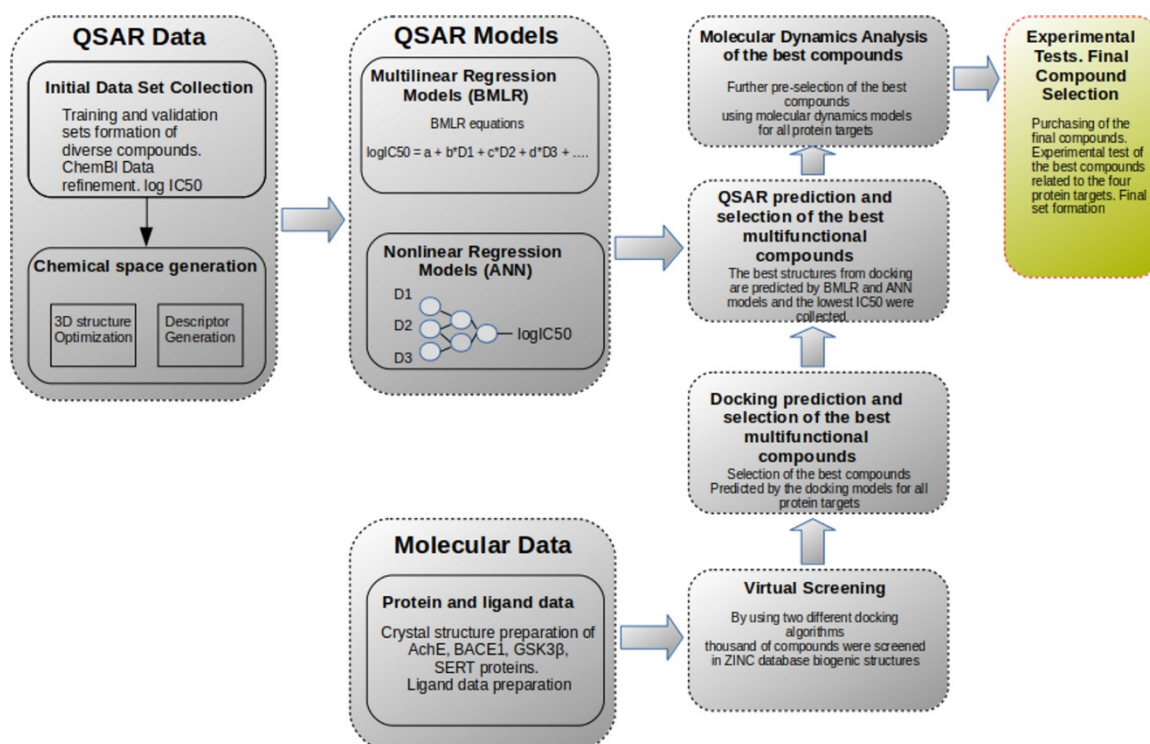 QSAR Data
Initial Data Set Collection
Training and validation
sets formation of
diverse compounds.
ChemBl Data
refinement. log IC50
Chemical space generation
3D structure
Optimization
Descriptor
Generation
QSAR Models
Multilinear Regression
Models (BMLR)
BMLR equations
logIC50 = a + b*D1 + c*D2 + d*D3 + ....
Nonlinear Regression
Models (ANN)
D1
D2
D3
logIC50
Molecular Data
Protein and ligand data
Crystal structure preparation of
AchE, BACE1, GSK3β,
SERT proteins.
Ligand data preparation
Virtual Screening
By using two different docking
algorithms
thousand of compounds were screened
in ZINC database biogenic structures
Docking prediction and
selection of the best
multifunctional
compounds
Selection of the best compounds
Predicted by the docking models for all
protein targets
QSAR prediction and
selection of the best
multifunctional
compounds
The best structures from docking
are predicted by BMLR and ANN
models and the lowest IC50 were
collected
Molecular Dynamics Analysis
of the best compounds
Further pre-selection of the best
compounds
using molecular dynamics models
for all protein targets
Experimental
Tests. Final
Compound
Selection
Purchasing of the
final compounds.
Experimental test of
the best compounds
related to the four
protein targets. Final
set formation